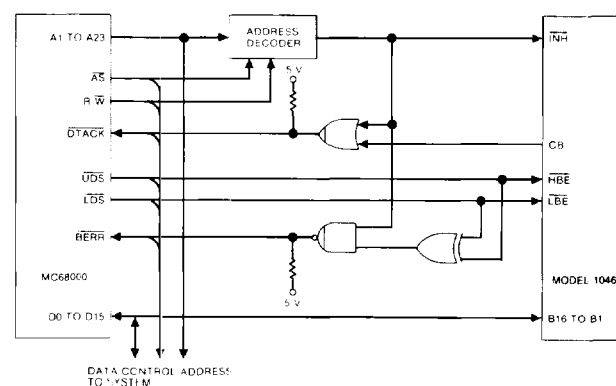 A1 TO A23
ADDRESS
DECODER
INH
AS
5 V
R W
DTACK
CB
UDS
HBE
LDS
LBE
BERR
MC68000
MODEL 1046
5 V
D0 TO D15
B16 TO B1
DATA CONTROL ADDRESS
TO SYSTEM